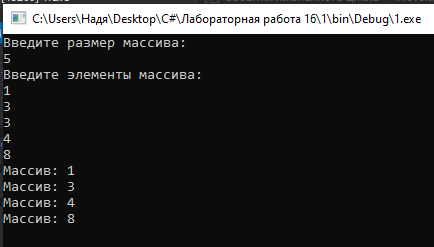 C:\Users\Надя\Desktop\C#\Лабораторная работа 16\1\bin\Debug\1.exe
Введите размер массива:
5
Введите элементы массива:
1
3
3
4
8
Массив: 1
Массив: 3
Массив: 4
Массив: 8